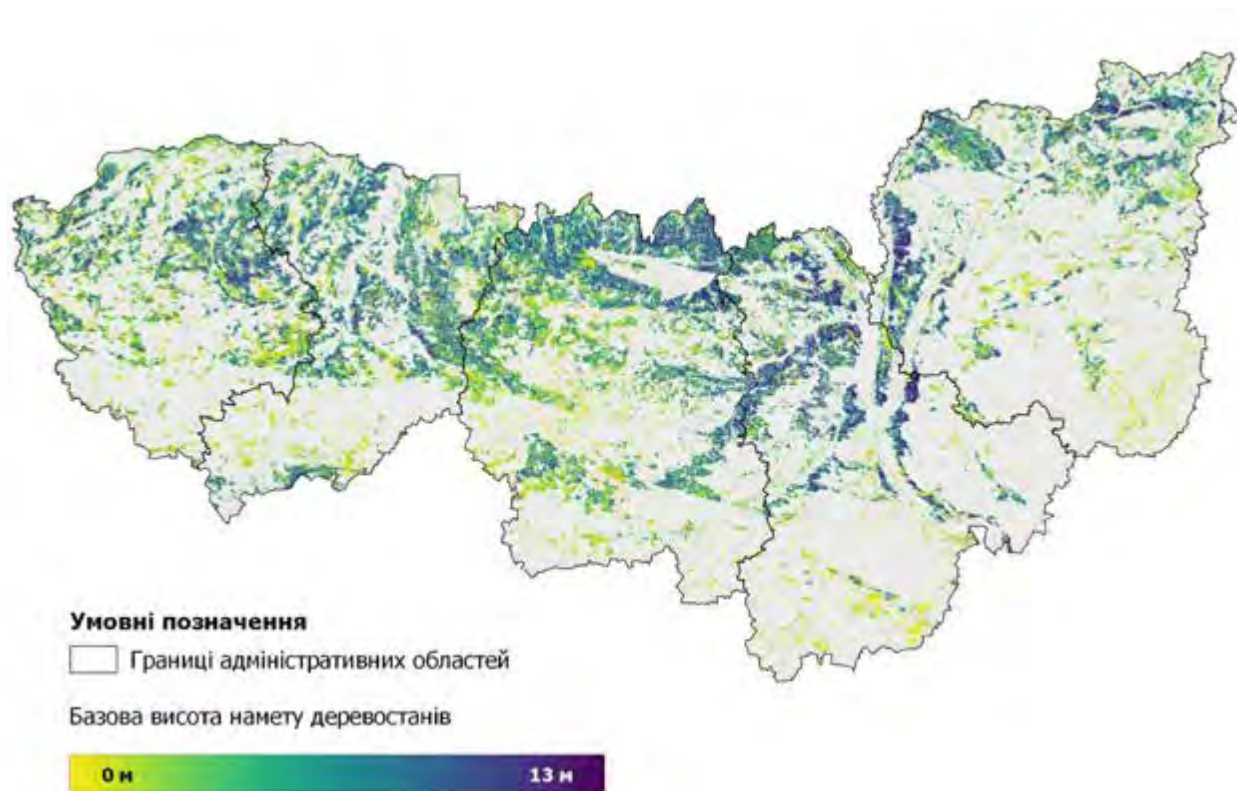 Умовні позначення
Границі адміністративних областей
Базова висота намету деревостанів
0 м 13 м